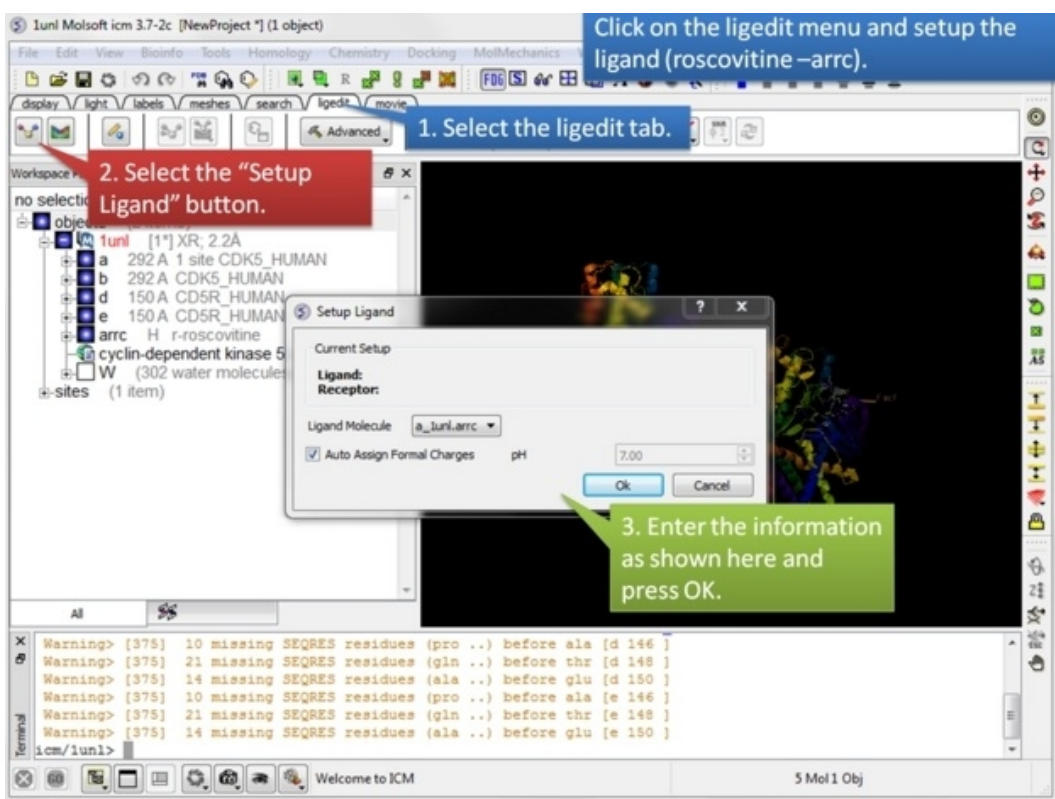 1unl Molsoft icm 3.7-2c [NewProject *] (1 object)
Click on the ligedit menu and setup the
ligand (roscovitine –arrc).
File Edit View Bioinfo Tools Homology Chemistry Docking MolMechanics
display light labels meshes search ligedit movie
Advanced
1. Select the ligedit tab.
2. Select the “Setup
Ligand” button.
Workspace
no
1unl [1*] XR; 2.2Å
a 292 A 1 site CDK5_HUMAN
b 292 A CDK5_HUMAN
d 150 A CD5R_HUMAN
e 150 A CD5R_HUMAN
arrc H r-roscovitine
cyclin-dependent kinase 5
W (302 water molecules
sites (1 item)
Setup Ligand
? X
Current Setup
Ligand:
Receptor:
Ligand Molecule a_1unl.arrc
Auto Assign Formal Charges pH 7.00
Ok Cancel
3. Enter the information
as shown here and
press OK.
All
Warning> [375] 10 missing SEQRES residues (pro ..) before ala [d 146 ]
Warning> [375] 21 missing SEQRES residues (gln ..) before thr [d 148 ]
Warning> [375] 14 missing SEQRES residues (ala ..) before glu [d 150 ]
Warning> [375] 10 missing SEQRES residues (pro ..) before ala [e 146 ]
Warning> [375] 21 missing SEQRES residues (gln ..) before thr [e 148 ]
Warning> [375] 14 missing SEQRES residues (ala ..) before glu [e 150 ]
Terminal
icm/1unl>
Welcome to ICM
5 Mol 1 Obj